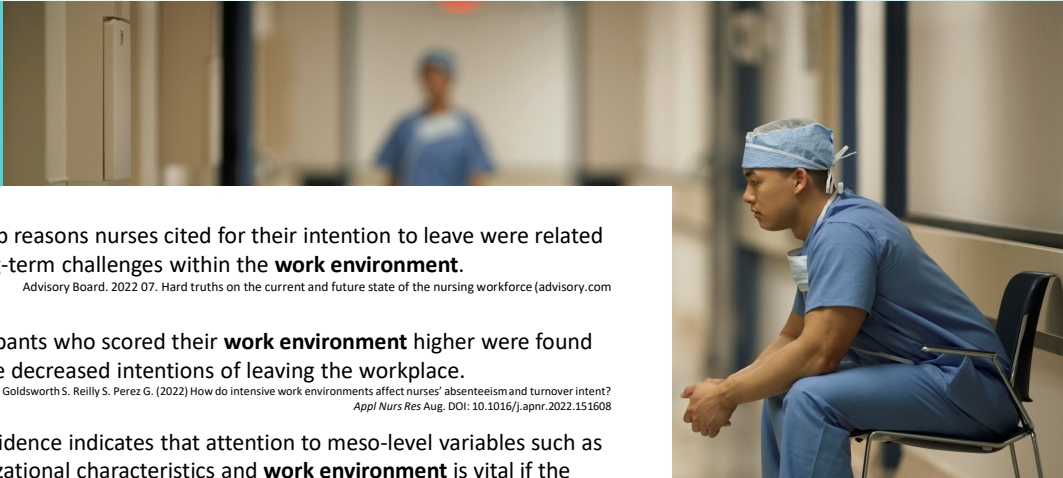 reasons nurses cited for their intention to leave were related
-term challenges within the work environment.
Advisory Board. 2022 07. Hard truths on the current and future state of the nursing workforce (advisory.com
who scored their work environment higher were found
decreased intentions of leaving the workplace.
Goldsworth S. Reilly S. Perez G. (2022) How do intensive work environments affect nurses’ absenteeism and turnover intent?
Appl Nurs Res Aug. DOI: 10.1016/j.apnr.2022.151608
indicates that attention to meso-level variables such as
characteristics and work environment is vital if the